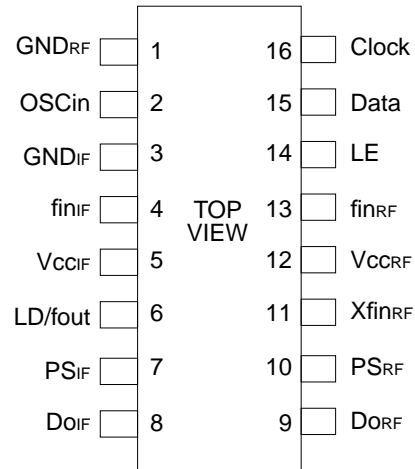 GNDRF 1 16 Clock
OSCin 2 15 Data
GNDIF 3 14 LE
finIF 4 TOP VIEW 13 finRF
VccIF 5 12 VccRF
LD/fout 6 11 XfinRF
PSIF 7 10 PSRF
DoIF 8 9 DoRF